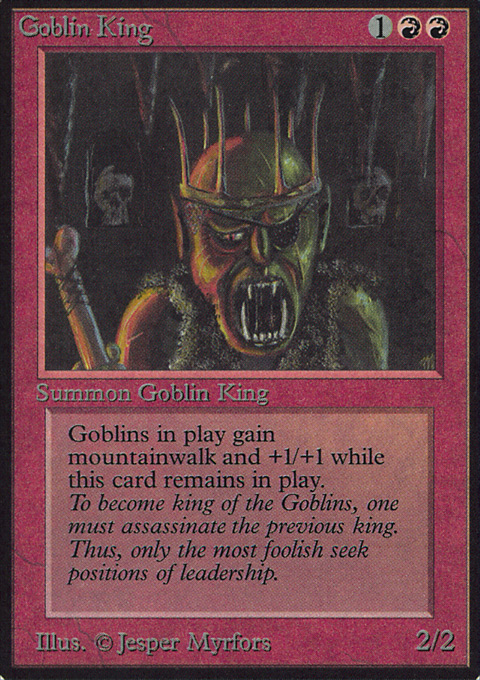 Goblin King 1
Summon Goblin King
Goblins in play gain
mountainwalk and +1/+1 while
this card remains in play.
To become king of the Goblins, one
must assassinate the previous king.
Thus, only the most foolish seek
positions of leadership.
Illus. © Jesper Myrfors 2/2